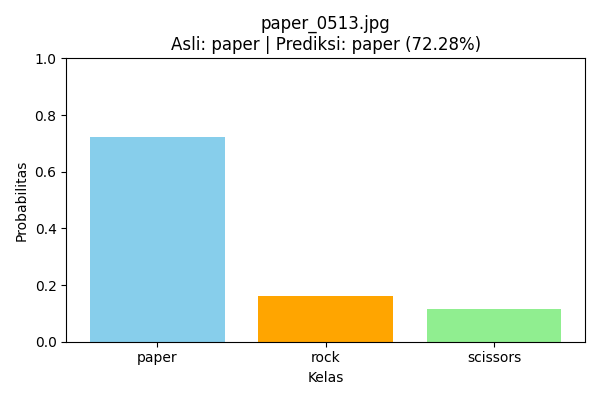 paper_0513.jpg
Asli: paper | Prediksi: paper (72.28%)
1.0
0.8
0.6
0.4
0.2
0.0
Probabilitas
paper rock scissors
Kelas